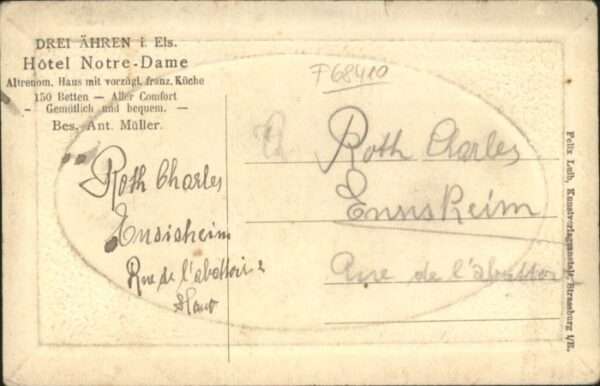 DREI ÄHREN i. Els.
Hôtel Notre-Dame
Altrenom. Haus mit vorzügl. franz. Küche
150 Betten — Aller Comfort
- Gemütlich und bequem. -
Bes. Ant. Müller.
F68410
Roth Charles
Ensisheim
Rue de l'abattoir 2
Roth Charles
Ensisheim
Rue de l'abattoir
Felix Luib, Kunstverlagsanstalt, Strassburg i/E.